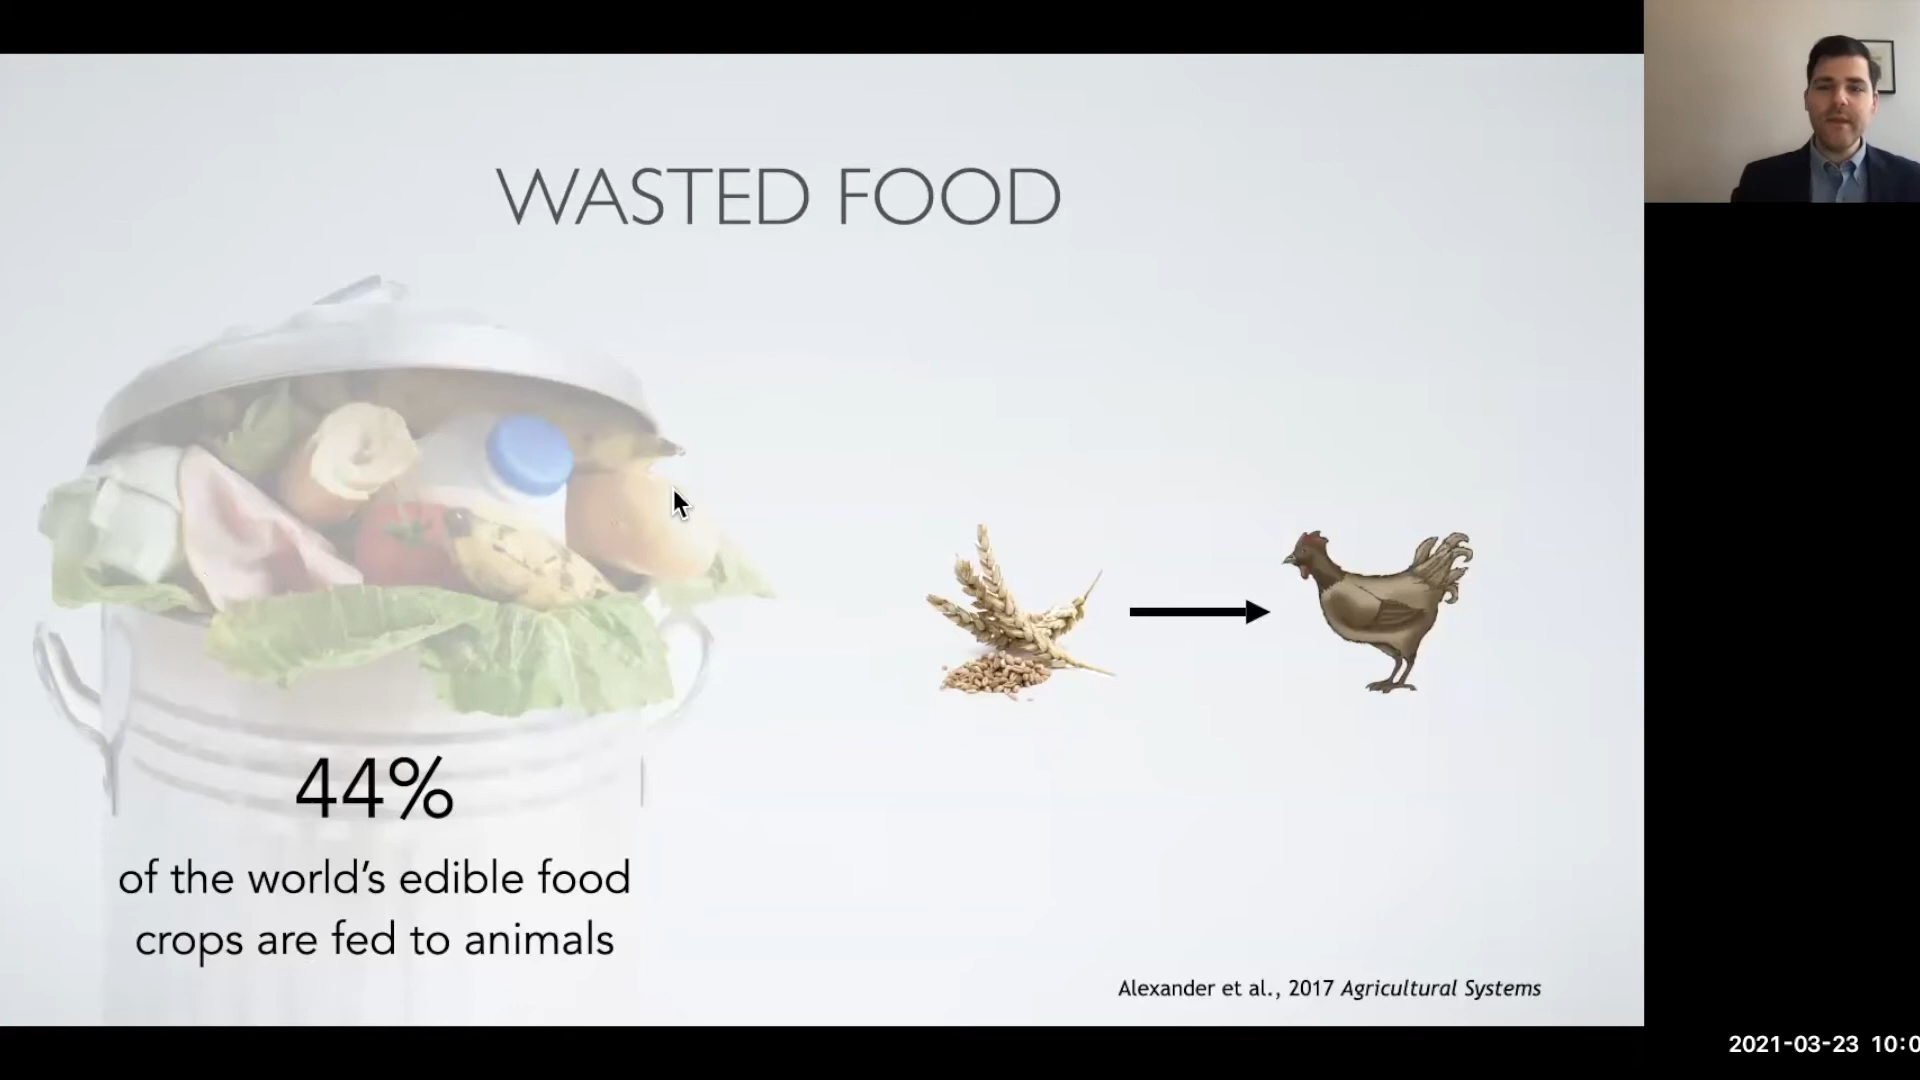 WASTED FOOD
44%
of the world's edible food
crops are fed to animals
Alexander et al., 2017 Agricultural Systems
2021-03-23 10:0